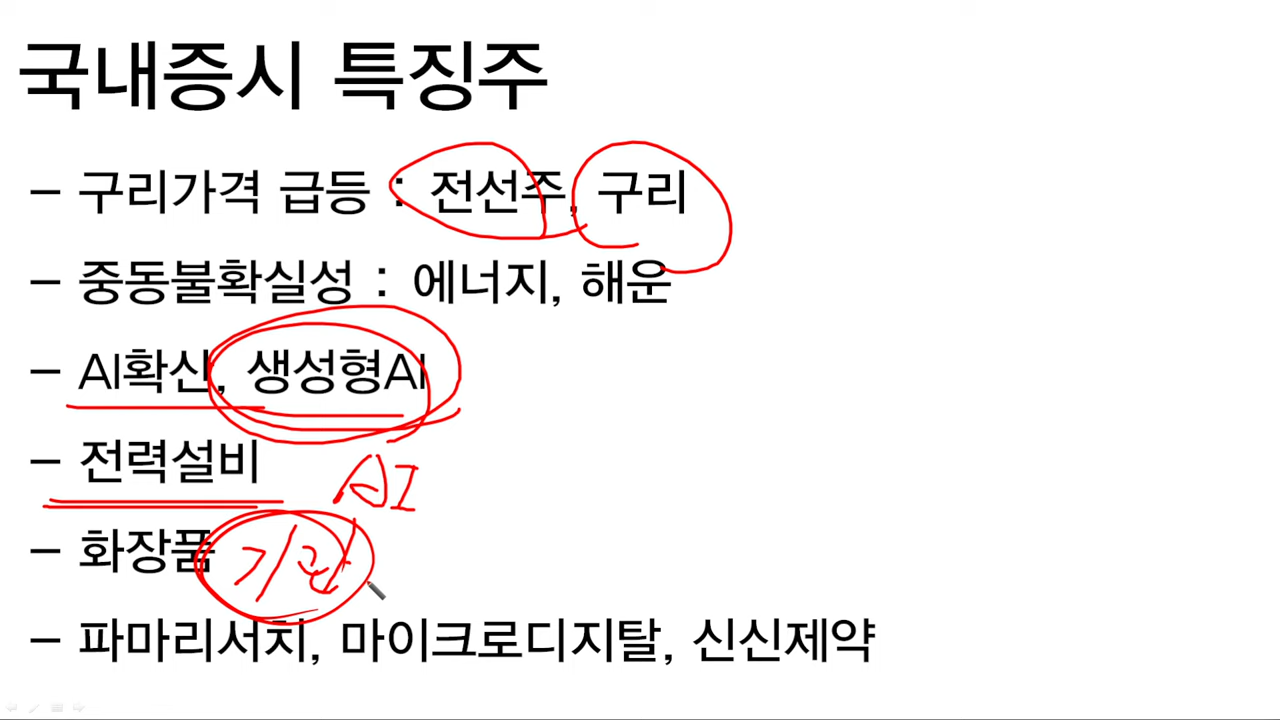 국내증시 특징주
– 구리가격 급등 : 전선주, 구리
– 중동불확실성 : 에너지, 해운
– AI확신, 생성형AI
– 전력설비
AI
– 화장품 기관
– 파마리서치, 마이크로디지탈, 신신제약